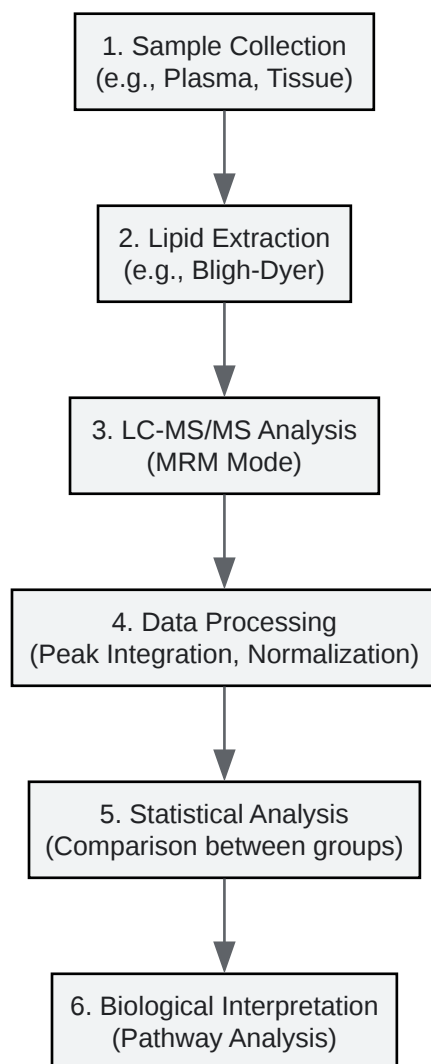 1. Sample Collection
(e.g., Plasma, Tissue)
2. Lipid Extraction
(e.g., Bligh-Dyer)
3. LC-MS/MS Analysis
(MRM Mode)
4. Data Processing
(Peak Integration, Normalization)
5. Statistical Analysis
(Comparison between groups)
6. Biological Interpretation
(Pathway Analysis)